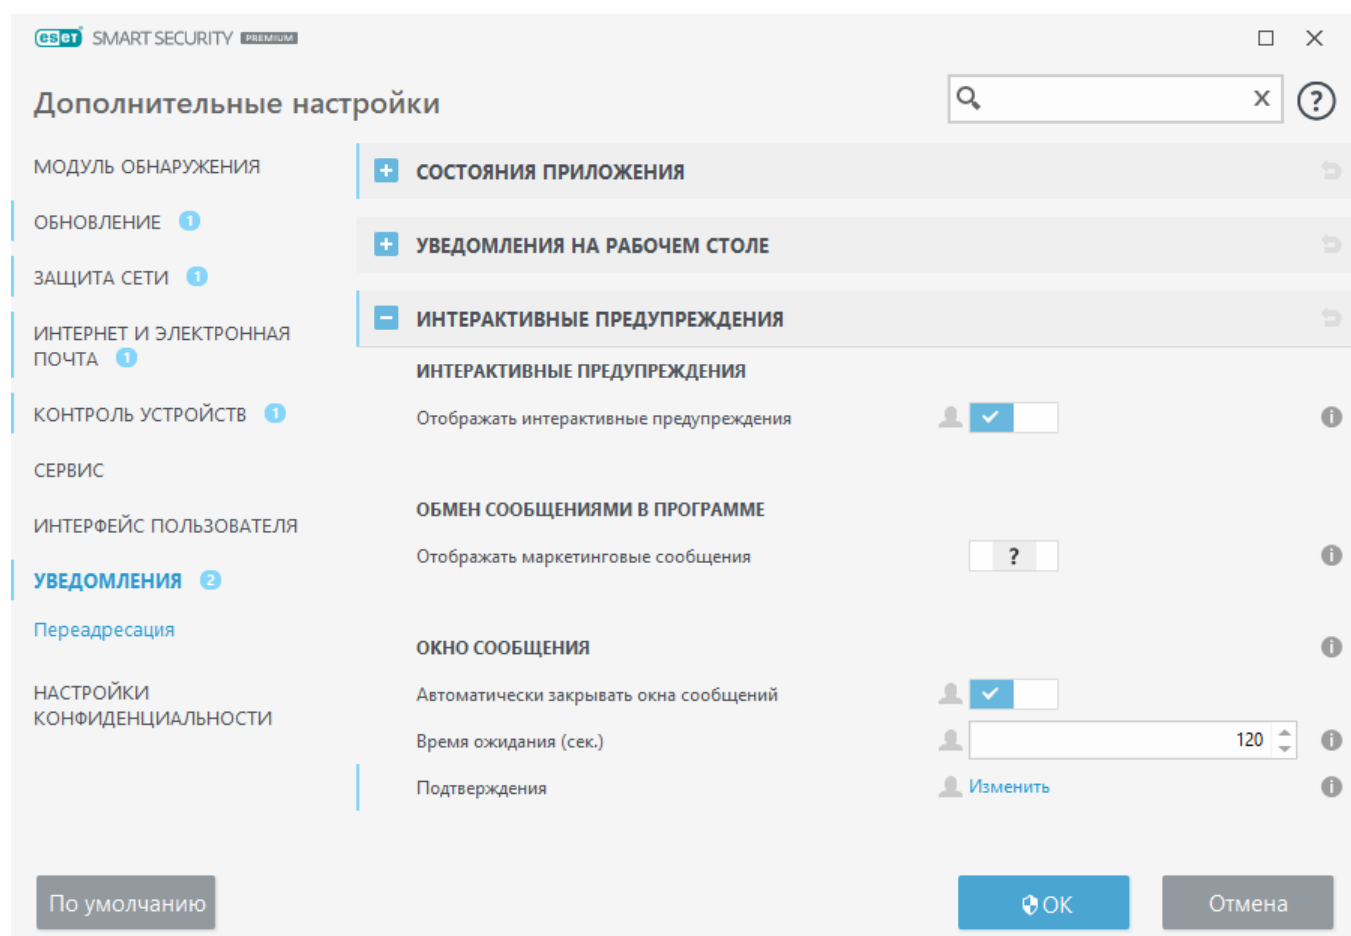 eset SMART SECURITY PREMIUM
Дополнительные настройки
x
?
МОДУЛЬ ОБНАРУЖЕНИЯ
ОБНОВЛЕНИЕ 1
ЗАЩИТА СЕТИ 1
ИНТЕРНЕТ И ЭЛЕКТРОННАЯ
ПОЧТА 1
КОНТРОЛЬ УСТРОЙСТВ 1
СЕРВИС
ИНТЕРФЕЙС ПОЛЬЗОВАТЕЛЯ
УВЕДОМЛЕНИЯ 2
Переадресация
НАСТРОЙКИ
КОНФИДЕНЦИАЛЬНОСТИ
СОСТОЯНИЯ ПРИЛОЖЕНИЯ
УВЕДОМЛЕНИЯ НА РАБОЧЕМ СТОЛЕ
ИНТЕРАКТИВНЫЕ ПРЕДУПРЕЖДЕНИЯ
ИНТЕРАКТИВНЫЕ ПРЕДУПРЕЖДЕНИЯ
Отображать интерактивные предупреждения
ОБМЕН СООБЩЕНИЯМИ В ПРОГРАММЕ
Отображать маркетинговые сообщения ?
ОКНО СООБЩЕНИЯ
Автоматически закрывать окна сообщений
Время ожидания (сек.) 120
Подтверждения Изменить
По умолчанию
OK
Отмена